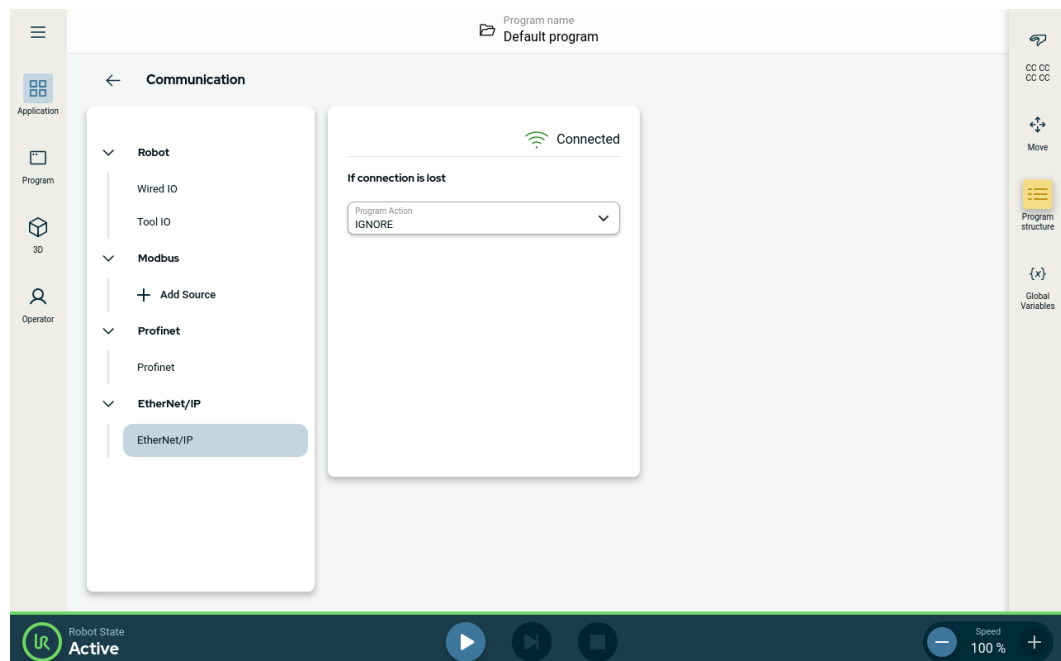 Program name
Default program
Communication
Application
Program
3D
Operator
Robot
Wired IO
Tool IO
Modbus
Add Source
Profinet
Profinet
EtherNet/IP
EtherNet/IP
Connected
If connection is lost
Program Action
IGNORE
CC CC
CC CC
Move
Program
structure
{x}
Global
Variables
UR
Robot State
Active
Speed
100 %